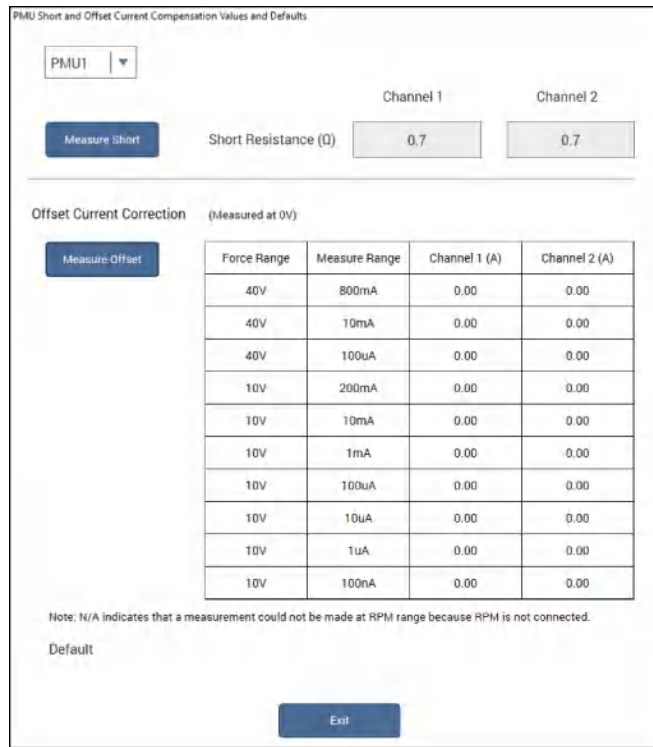 PMU Short and Offset Current Compensation Values and Defaults
PMU1
Channel 1 Channel 2
Measure Short Short Resistance (Ω) 0.7 0.7
Offset Current Correction (Measured at 0V)
Measure Offset
Force Range Measure Range Channel 1 (A) Channel 2 (A)
40V 800mA 0.00 0.00
40V 10mA 0.00 0.00
40V 100uA 0.00 0.00
10V 200mA 0.00 0.00
10V 10mA 0.00 0.00
10V 1mA 0.00 0.00
10V 100uA 0.00 0.00
10V 10uA 0.00 0.00
10V 1uA 0.00 0.00
10V 100nA 0.00 0.00
Note: N/A indicates that a measurement could not be made at RPM range because RPM is not connected.
Default
Exit